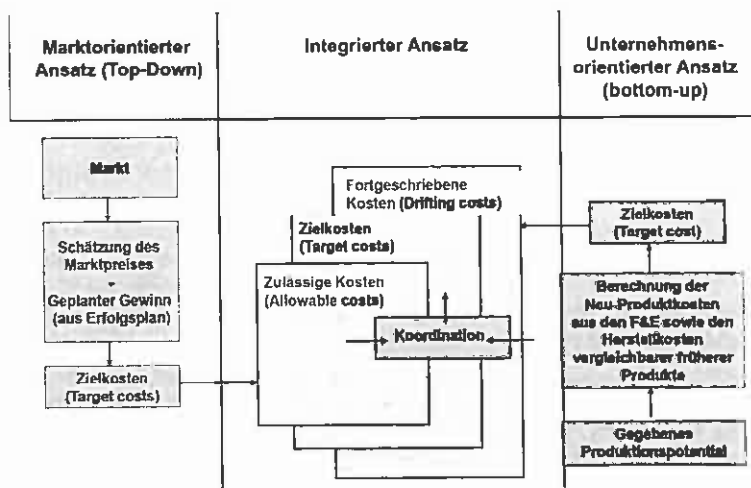 Marktorientierter
Ansatz (Top-Down)
Integrierter Ansatz
Unternehmens-
orientierter Ansatz
(bottom-up)
Markt
Schätzung des
Marktpreises
-
Geplanter Gewinn
(aus Erfolgsplan)
Zielkosten
(Target costs)
Fortgeschriebene
Kosten (Drifting costs)
Zielkosten
(Target costs)
Zulässige Kosten
(Allowable costs)
Koordination
Zielkosten
(Target cost)
Berechnung der
Neu-Produktkosten
aus den F&E sowie den
Herstellkosten
vergleichbarer früherer
Produkte
Gegebenes
Produktionspotential